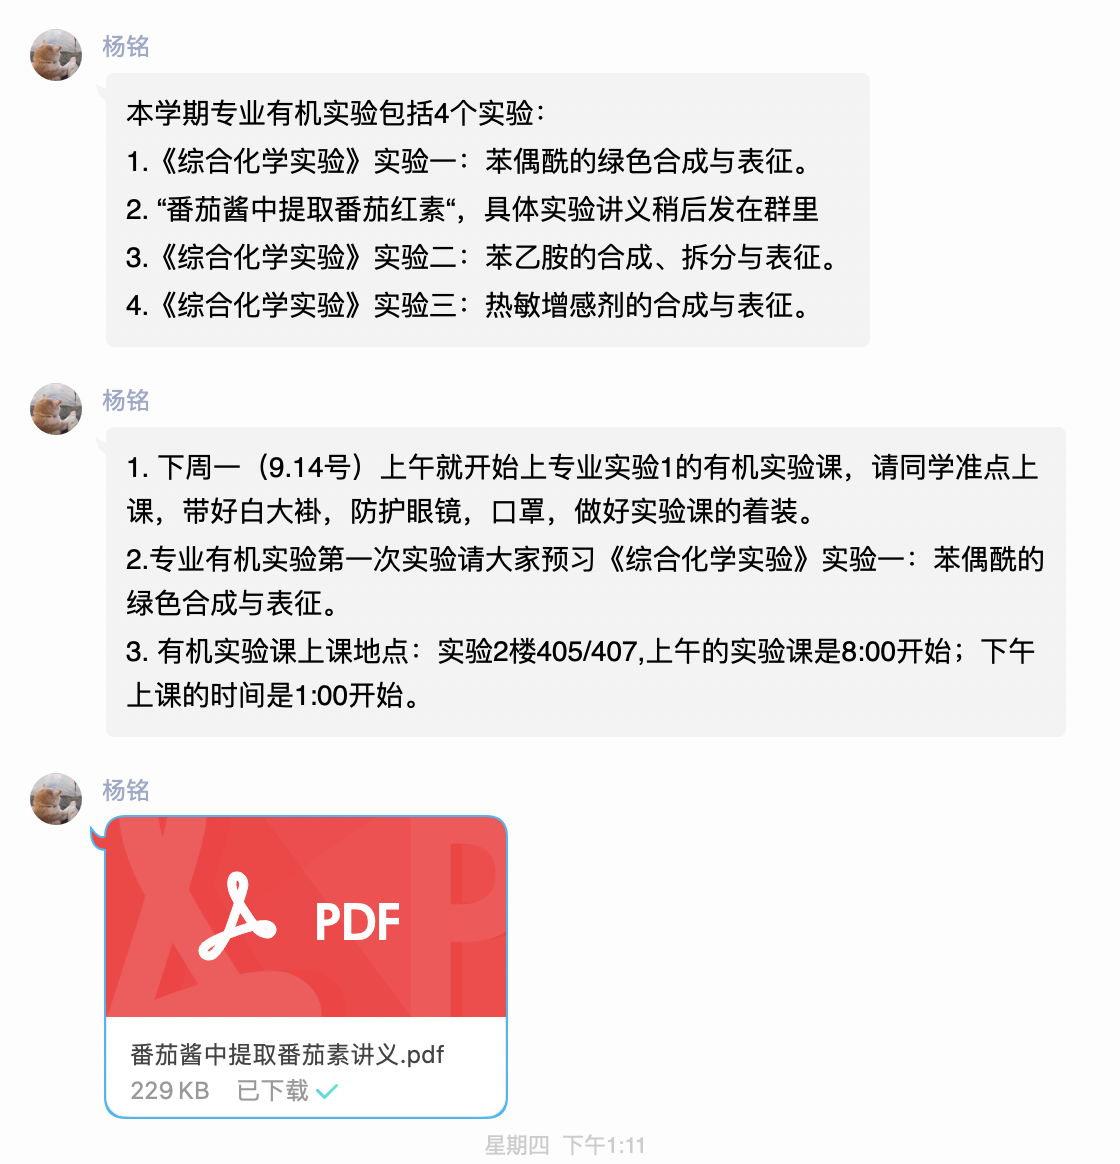 杨铭
本学期专业有机实验包括4个实验：
1.《综合化学实验》实验一：苯偶酰的绿色合成与表征。
2. “番茄酱中提取番茄红素“，具体实验讲义稍后发在群里
3.《综合化学实验》实验二：苯乙胺的合成、拆分与表征。
4.《综合化学实验》实验三：热敏增感剂的合成与表征。
杨铭
1. 下周一（9.14号）上午就开始上专业实验1的有机实验课，请同学准点上
课，带好白大褂，防护眼镜，口罩，做好实验课的着装。
2.专业有机实验第一次实验请大家预习《综合化学实验》实验一：苯偶酰的
绿色合成与表征。
3. 有机实验课上课地点：实验2楼405/407,上午的实验课是8:00开始；下午
上课的时间是1:00开始。
杨铭
PDF
番茄酱中提取番茄素讲义.pdf
229 KB 已下载
星期四 下午1:11